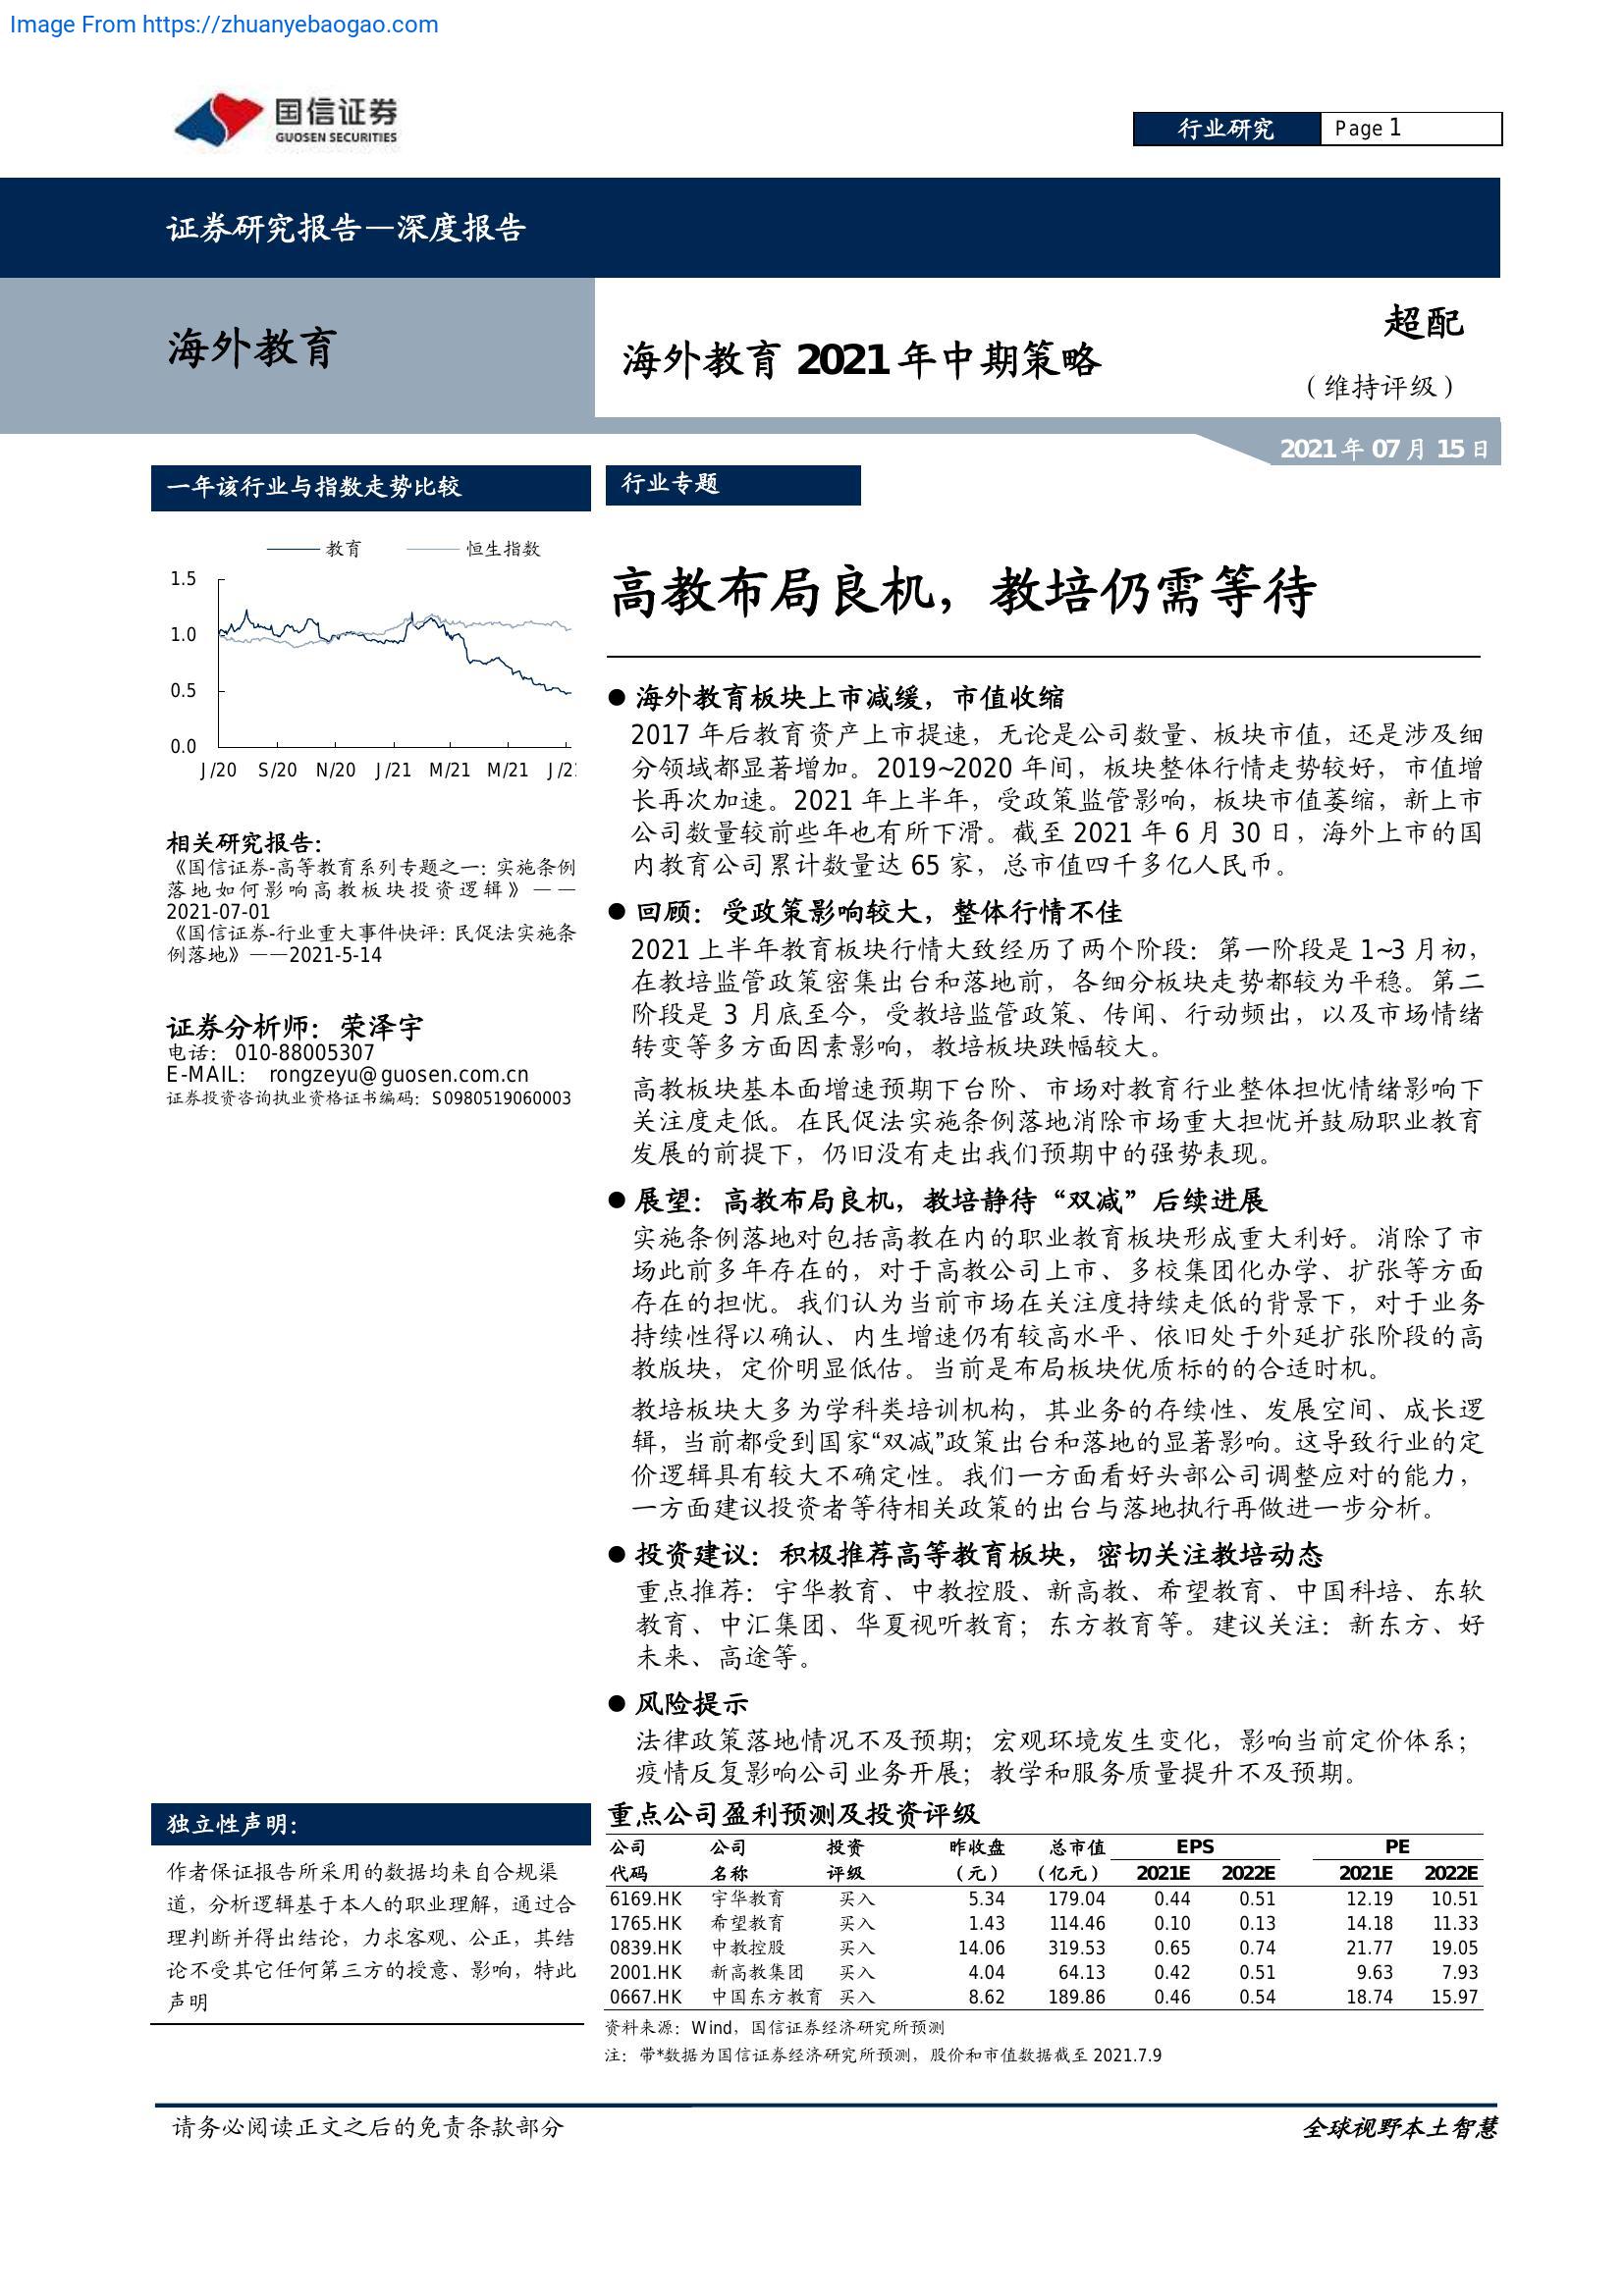 Image From https://zhuanyebaogao.com
国信证券
GUOSEN SECURITIES
行业研究
Page 1
证券研究报告—深度报告
海外教育
海外教育 2021 年中期策略
超配
（维持评级）
2021 年 07 月 15 日
一年该行业与指数走势比较
教育 恒生指数
1.5
1.0
0.5
0.0
J/20 S/20 N/20 J/21 M/21 M/21 J/2
相关研究报告：
《国信证券-高等教育系列专题之一：实施条例
落地如何影响高教板块投资逻辑》——
2021-07-01
《国信证券-行业重大事件快评：民促法实施条
例落地》——2021-5-14
证券分析师：荣泽宇
电话： 010-88005307
E-MAIL： rongzeyu@guosen.com.cn
证券投资咨询执业资格证书编码：S0980519060003
行业专题
高教布局良机，教培仍需等待
● 海外教育板块上市减缓，市值收缩
2017 年后教育资产上市提速，无论是公司数量、板块市值，还是涉及细
分领域都显著增加。2019~2020 年间，板块整体行情走势较好，市值增
长再次加速。2021 年上半年，受政策监管影响，板块市值萎缩，新上市
公司数量较前些年也有所下滑。截至 2021 年 6 月 30 日，海外上市的国
内教育公司累计数量达 65 家，总市值四千多亿人民币。
● 回顾：受政策影响较大，整体行情不佳
2021 上半年教育板块行情大致经历了两个阶段：第一阶段是 1~3 月初，
在教培监管政策密集出台和落地前，各细分板块走势都较为平稳。第二
阶段是 3 月底至今，受教培监管政策、传闻、行动频出，以及市场情绪
转变等多方面因素影响，教培板块跌幅较大。
高教板块基本面增速预期下台阶、市场对教育行业整体担忧情绪影响下
关注度走低。在民促法实施条例落地消除市场重大担忧并鼓励职业教育
发展的前提下，仍旧没有走出我们预期中的强势表现。
● 展望：高教布局良机，教培静待“双减”后续进展
实施条例落地对包括高教在内的职业教育板块形成重大利好。消除了市
场此前多年存在的，对于高教公司上市、多校集团化办学、扩张等方面
存在的担忧。我们认为当前市场在关注度持续走低的背景下，对于业务
持续性得以确认、内生增速仍有较高水平、依旧处于外延扩张阶段的高
教版块，定价明显低估。当前是布局板块优质标的的合适时机。
教培板块大多为学科类培训机构，其业务的存续性、发展空间、成长逻
辑，当前都受到国家“双减”政策出台和落地的显著影响。这导致行业的定
价逻辑具有较大不确定性。我们一方面看好头部公司调整应对的能力，
一方面建议投资者等待相关政策的出台与落地执行再做进一步分析。
● 投资建议：积极推荐高等教育板块，密切关注教培动态
重点推荐：宇华教育、中教控股、新高教、希望教育、中国科培、东软
教育、中汇集团、华夏视听教育；东方教育等。建议关注：新东方、好
未来、高途等。
● 风险提示
法律政策落地情况不及预期；宏观环境发生变化，影响当前定价体系；
疫情反复影响公司业务开展；教学和服务质量提升不及预期。
独立性声明：
作者保证报告所采用的数据均来自合规渠
道，分析逻辑基于本人的职业理解，通过合
理判断并得出结论，力求客观、公正，其结
论不受其它任何第三方的授意、影响，特此
声明
重点公司盈利预测及投资评级
公司 公司 投资 昨收盘 总市值 EPS PE
代码 名称 评级 （元） （亿元） 2021E 2022E 2021E 2022E
6169.HK 宇华教育 买入 5.34 179.04 0.44 0.51 12.19 10.51
1765.HK 希望教育 买入 1.43 114.46 0.10 0.13 14.18 11.33
0839.HK 中教控股 买入 14.06 319.53 0.65 0.74 21.77 19.05
2001.HK 新高教集团 买入 4.04 64.13 0.42 0.51 9.63 7.93
0667.HK 中国东方教育 买入 8.62 189.86 0.46 0.54 18.74 15.97
资料来源：Wind，国信证券经济研究所预测
注：带*数据为国信证券经济研究所预测，股价和市值数据截至 2021.7.9
请务必阅读正文之后的免责条款部分
全球视野本土智慧